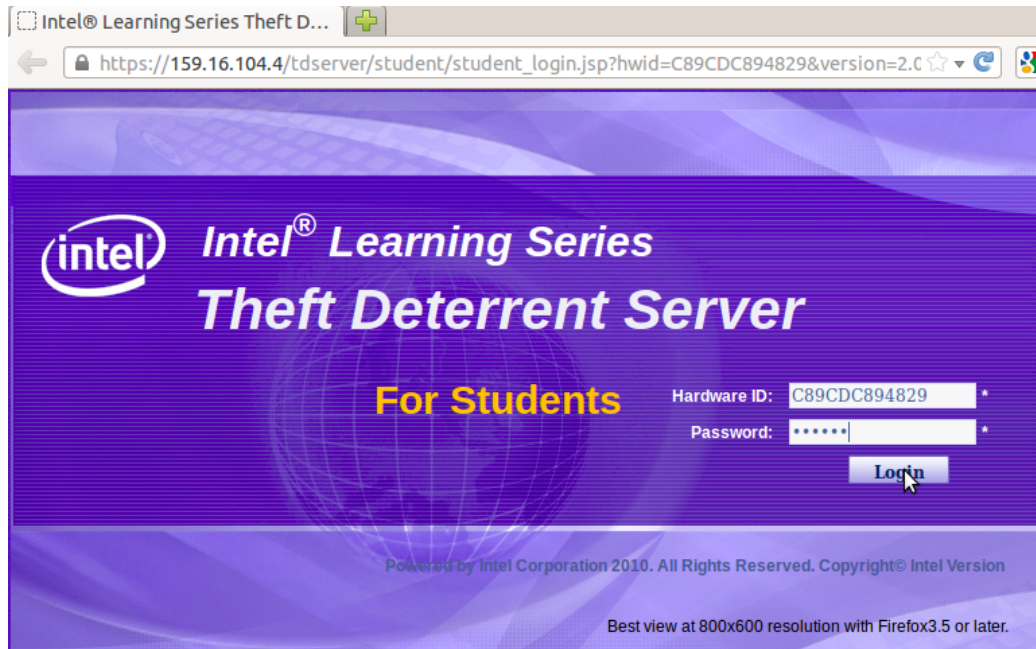 Intel® Learning Series Theft D...
https://159.16.104.4/tdserver/student/student_login.jsp?hwid=C89CDC894829&version=2.0
intel
Intel® Learning Series
Theft Deterrent Server
For Students
Hardware ID: C89CDC894829 *
Password: •••••• *
Login
Powered by Intel Corporation 2010. All Rights Reserved. Copyright© Intel Version
Best view at 800x600 resolution with Firefox3.5 or later.